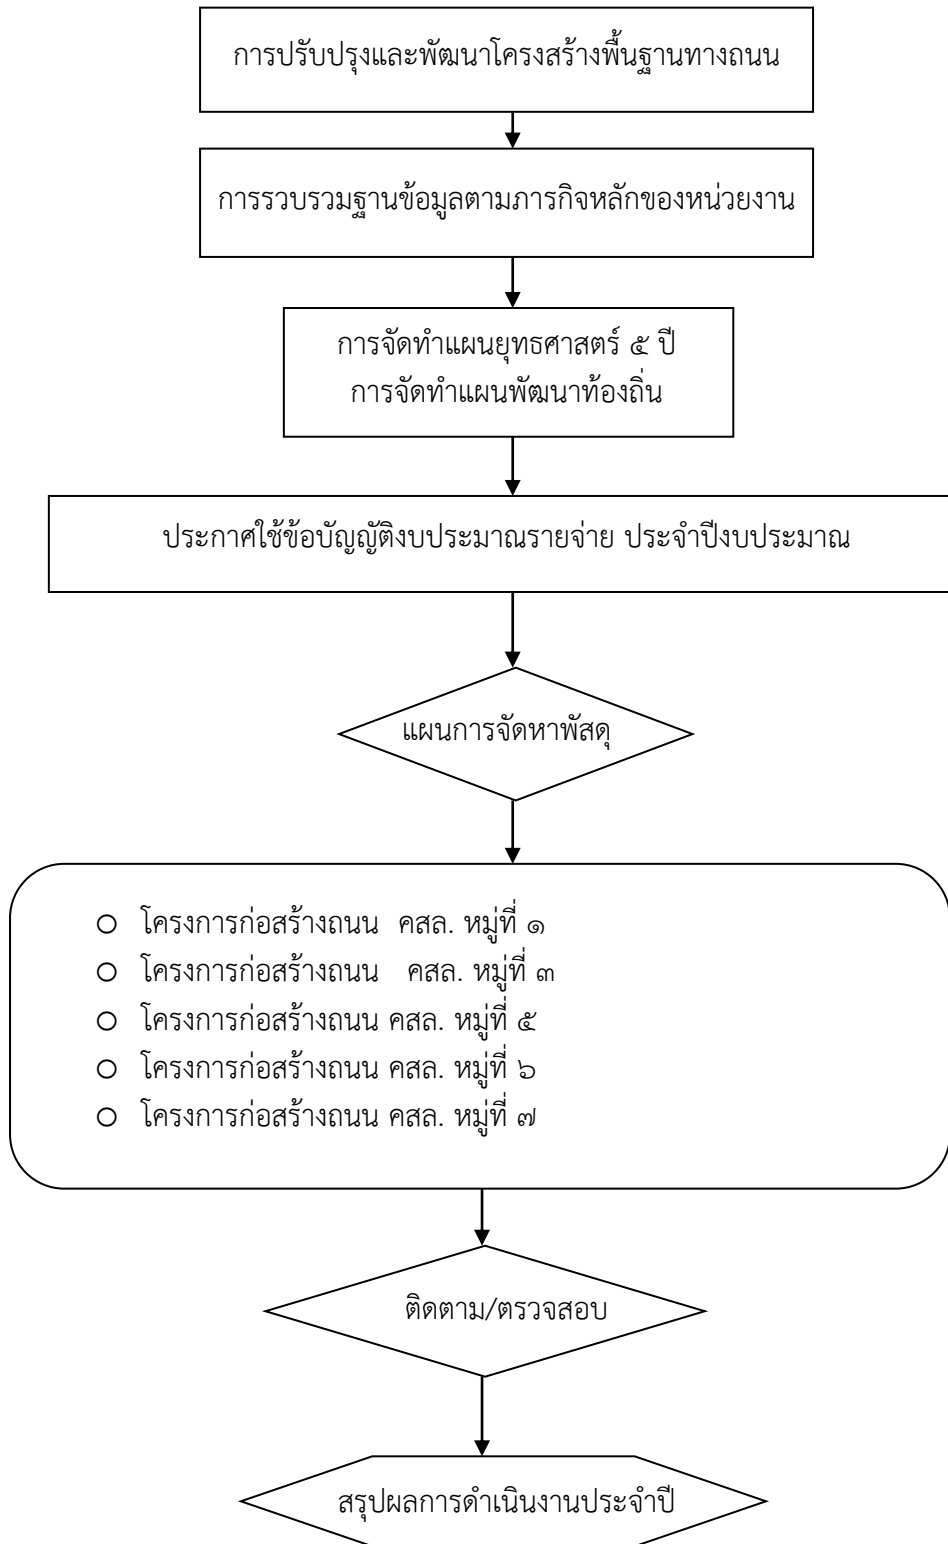 การปรับปรุงและพัฒนาโครงสร้างพื้นฐานทางถนน
การรวบรวมฐานข้อมูลตามภารกิจหลักของหน่วยงาน
การจัดทำแผนยุทธศาสตร์ ๕ ปี
การจัดทำแผนพัฒนาท้องถิ่น
ประกาศใช้ข้อบัญญัติงบประมาณรายจ่าย ประจำปีงบประมาณ
แผนการจัดหาพัสดุ
โครงการก่อสร้างถนน คสล. หมู่ที่ ๑
โครงการก่อสร้างถนน คสล. หมู่ที่ ๓
โครงการก่อสร้างถนน คสล. หมู่ที่ ๕
โครงการก่อสร้างถนน คสล. หมู่ที่ ๖
โครงการก่อสร้างถนน คสล. หมู่ที่ ๗
ติดตาม/ตรวจสอบ
สรุปผลการดำเนินงานประจำปี